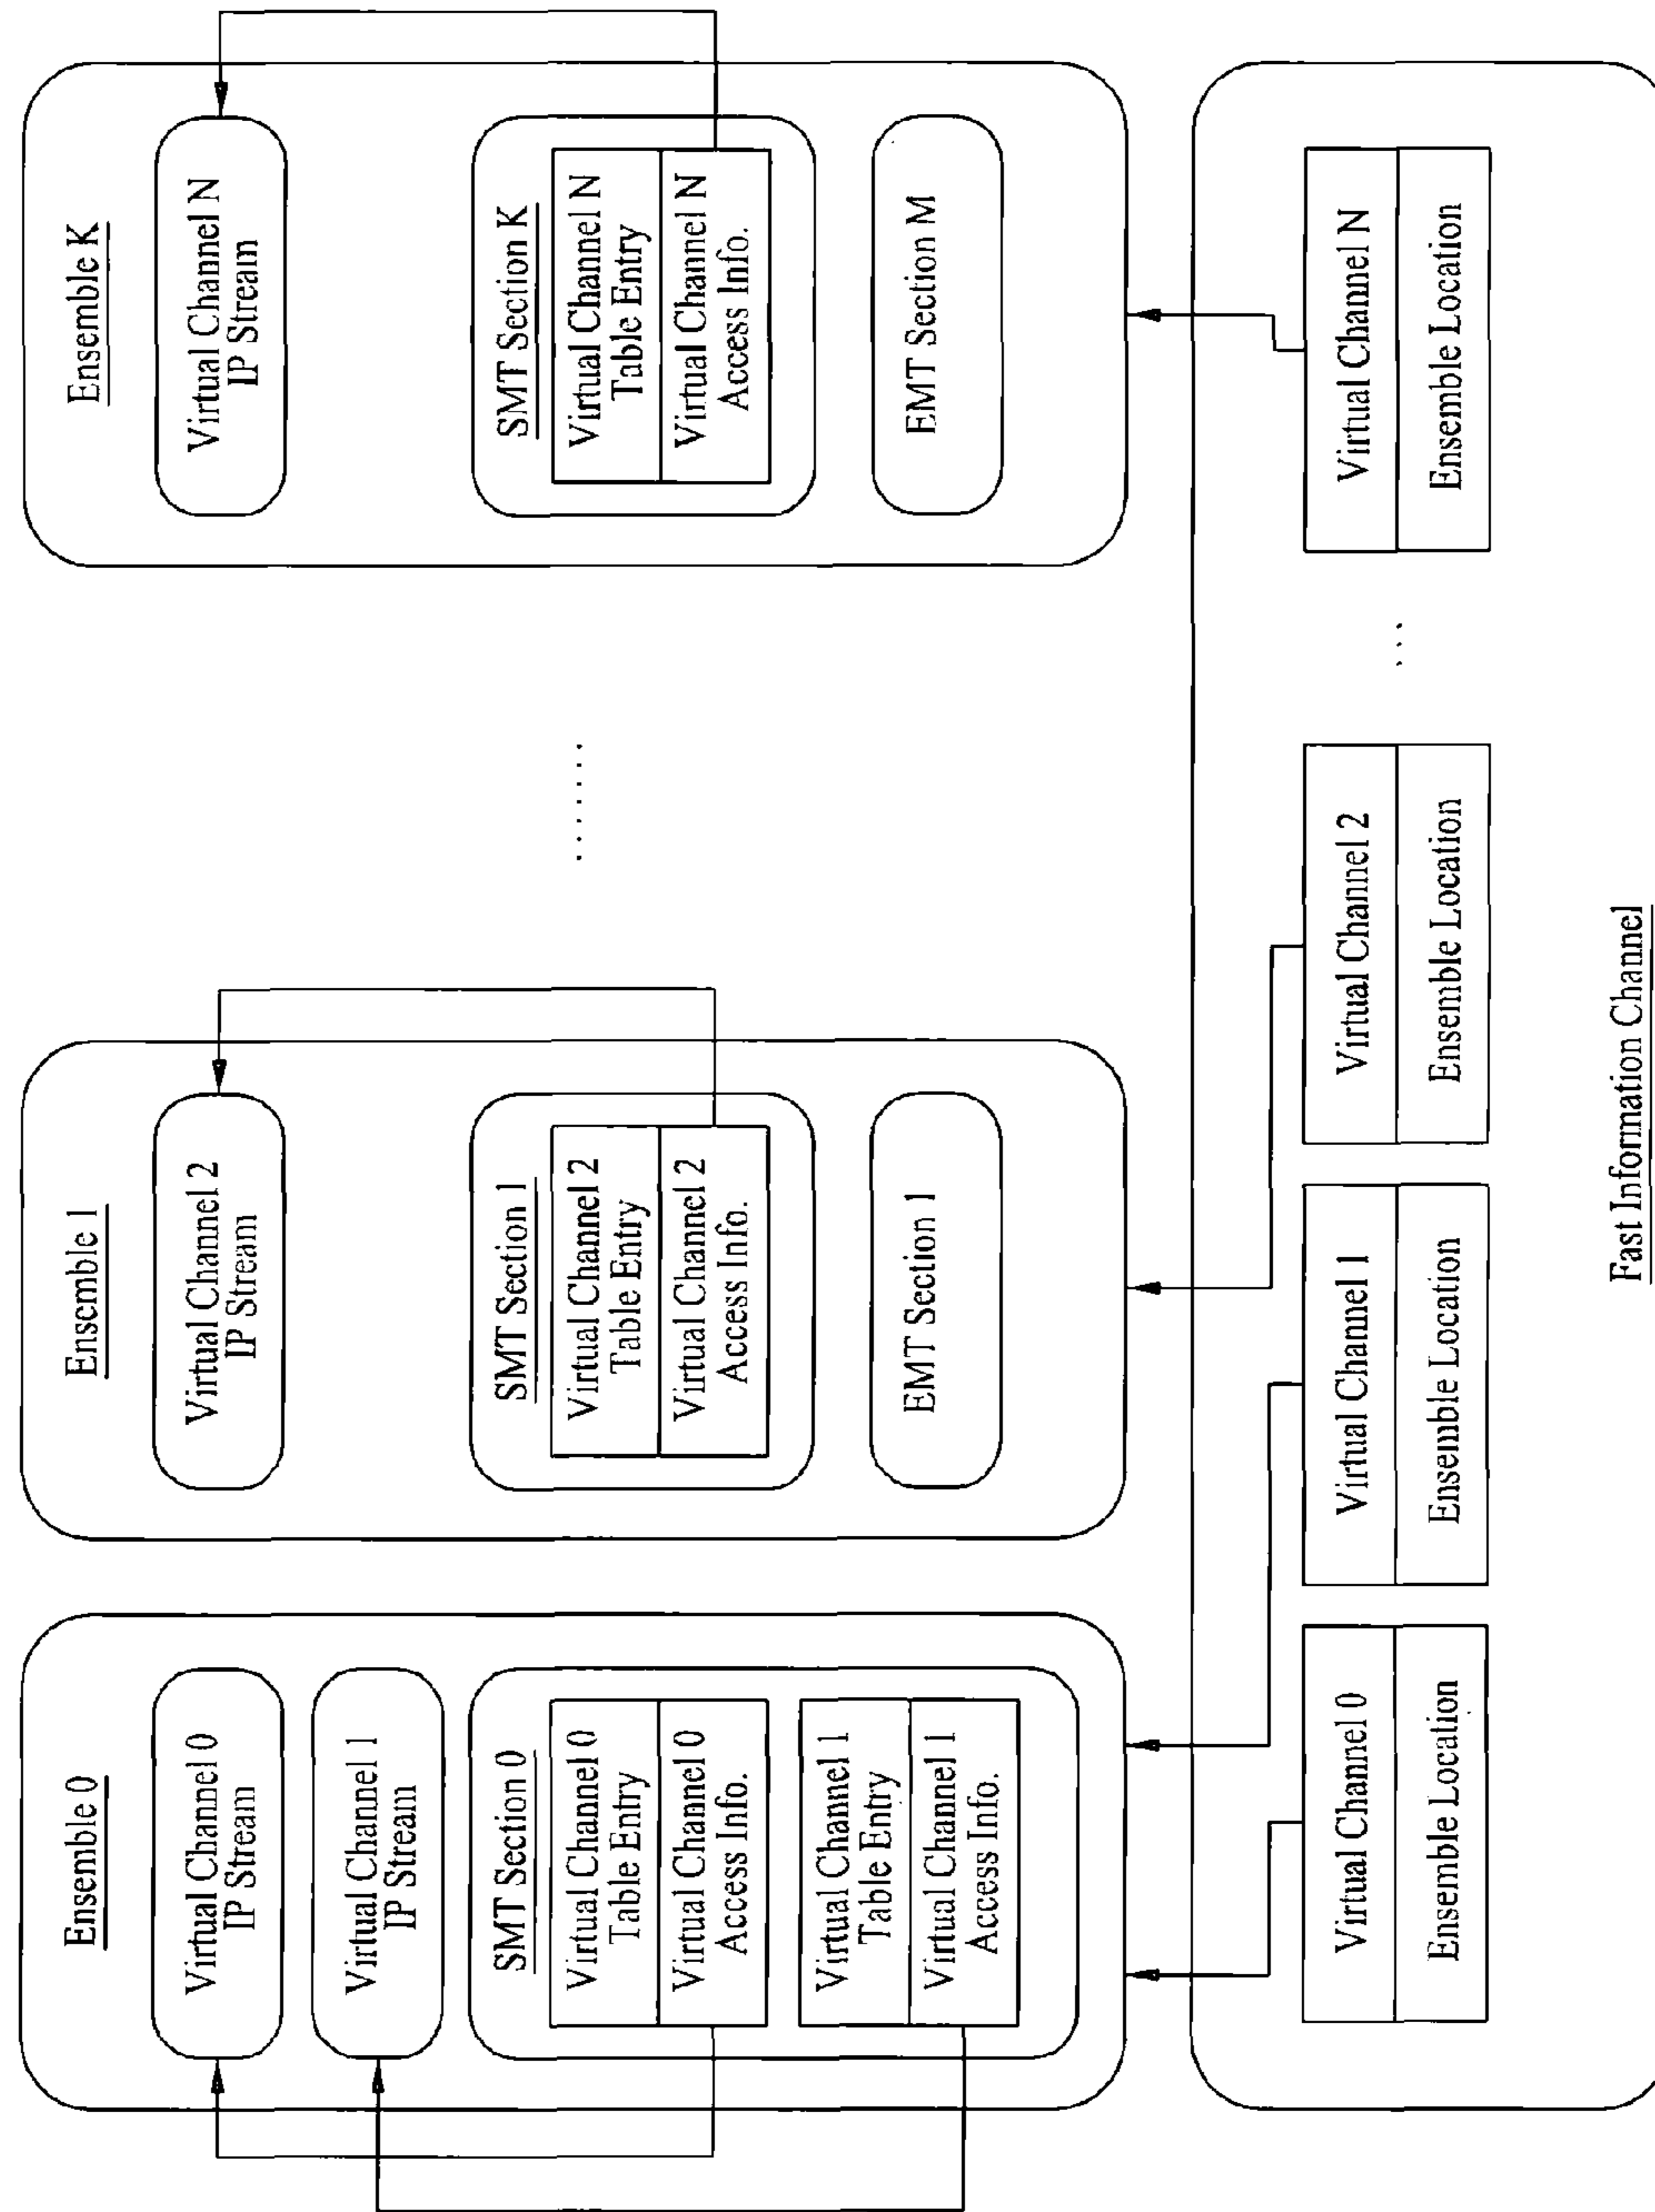 Ensemble 0
Virtual Channel 0
IP Stream
Virtual Channel 1
IP Stream
SMT Section 0
Virtual Channel 0
Table Entry
Virtual Channel 0
Access Info.
Virtual Channel 1
Table Entry
Virtual Channel 1
Access Info.
Ensemble 1
Virtual Channel 2
IP Stream
SMT Section 1
Virtual Channel 2
Table Entry
Virtual Channel 2
Access Info.
EMT Section 1
.......
Ensemble K
Virtual Channel N
IP Stream
SMT Section K
Virtual Channel N
Table Entry
Virtual Channel N
Access Info.
EMT Section M
Virtual Channel 0
Ensemble Location
Virtual Channel 1
Ensemble Location
Virtual Channel 2
Ensemble Location
...
Virtual Channel N
Ensemble Location
Fast Information Channel